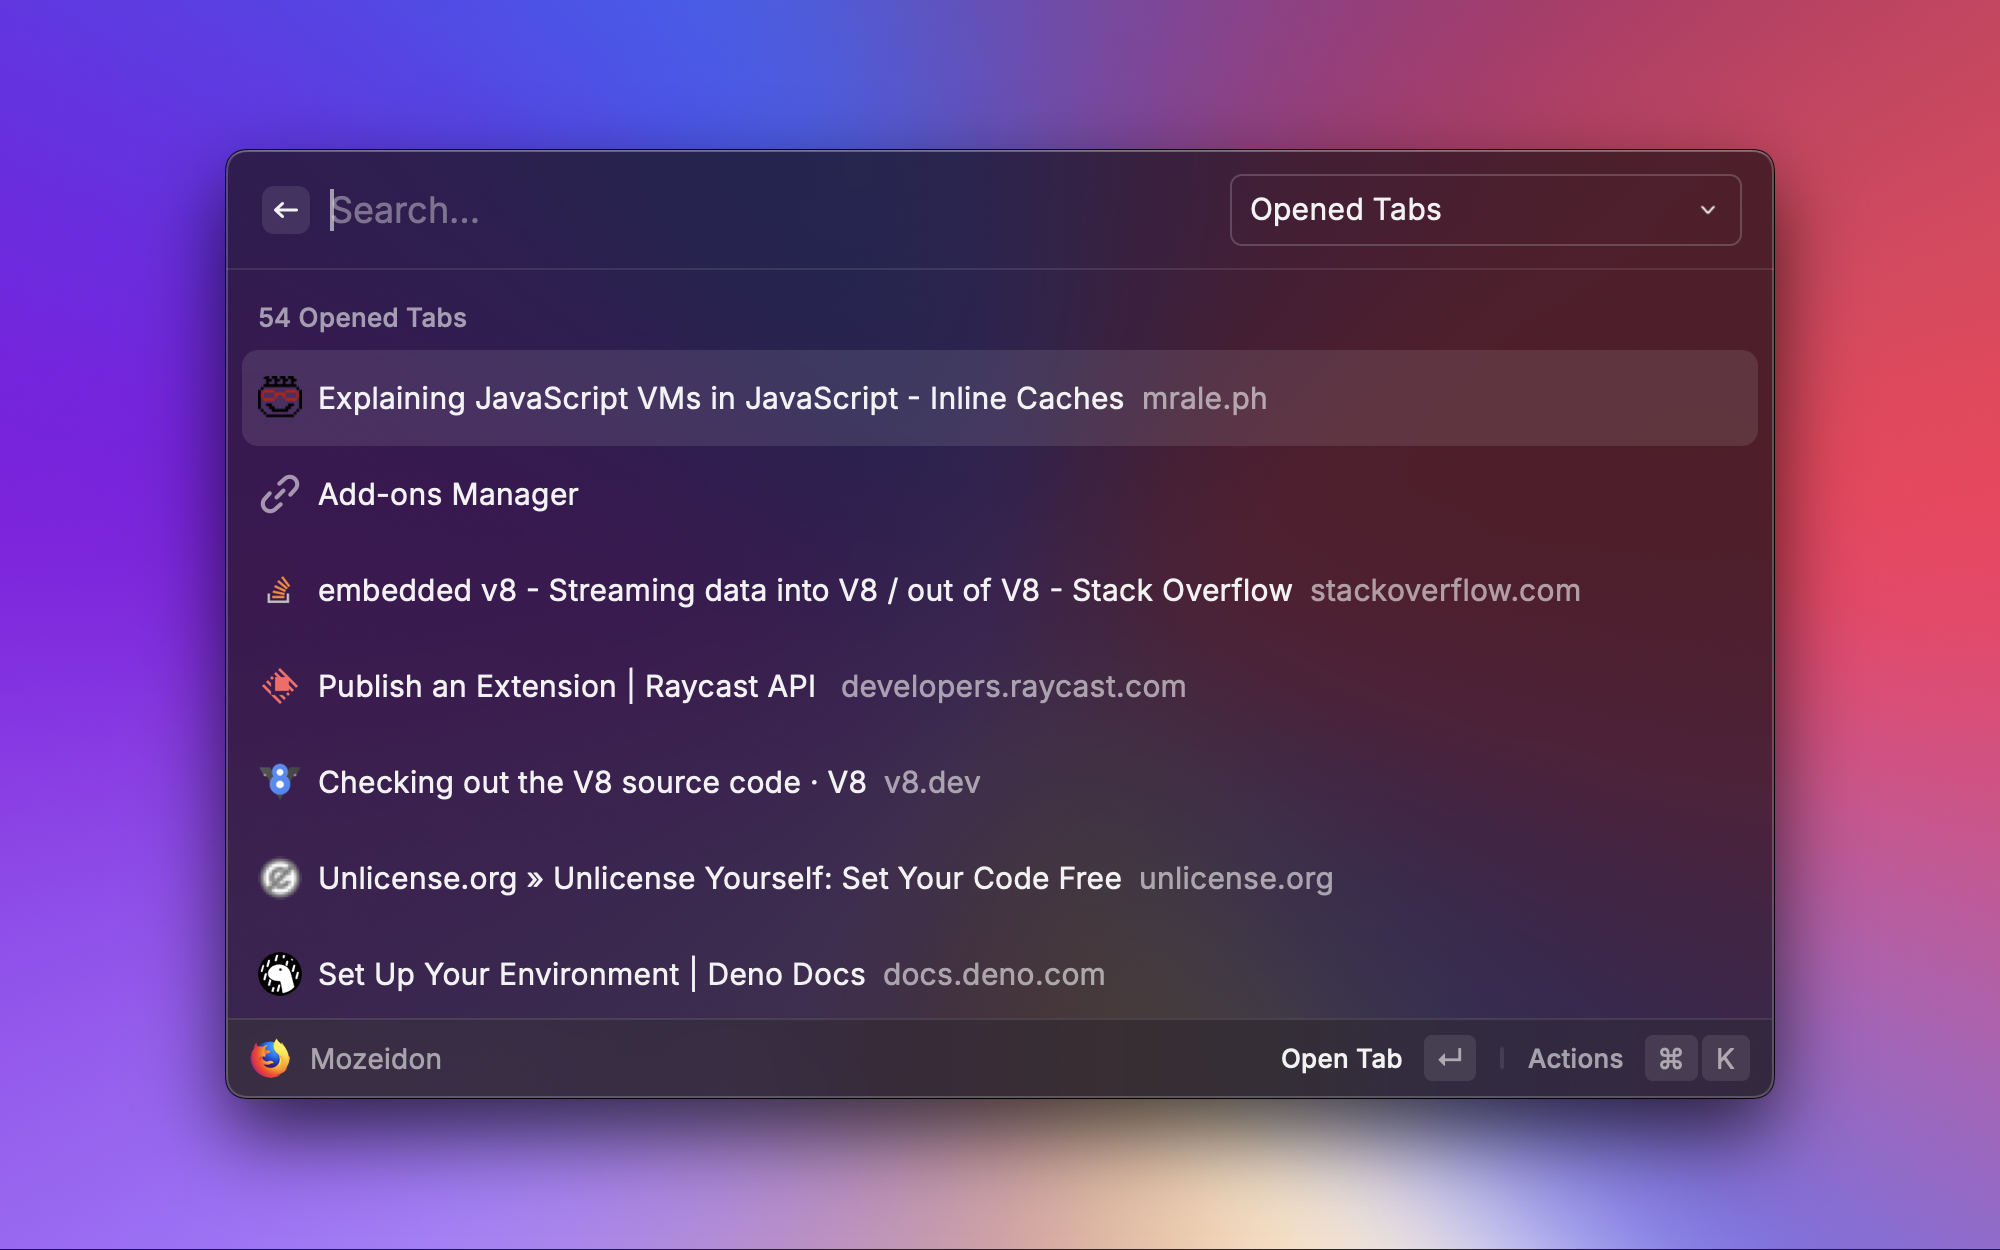 Search...
Opened Tabs
54 Opened Tabs
Explaining JavaScript VMs in JavaScript - Inline Caches mrale.ph
Add-ons Manager
embedded v8 - Streaming data into V8 / out of V8 - Stack Overflow stackoverflow.com
Publish an Extension | Raycast API developers.raycast.com
Checking out the V8 source code · V8 v8.dev
Unlicense.org » Unlicense Yourself: Set Your Code Free unlicense.org
Set Up Your Environment | Deno Docs docs.deno.com
Mozeidon Open Tab ↵ Actions ⌘ K